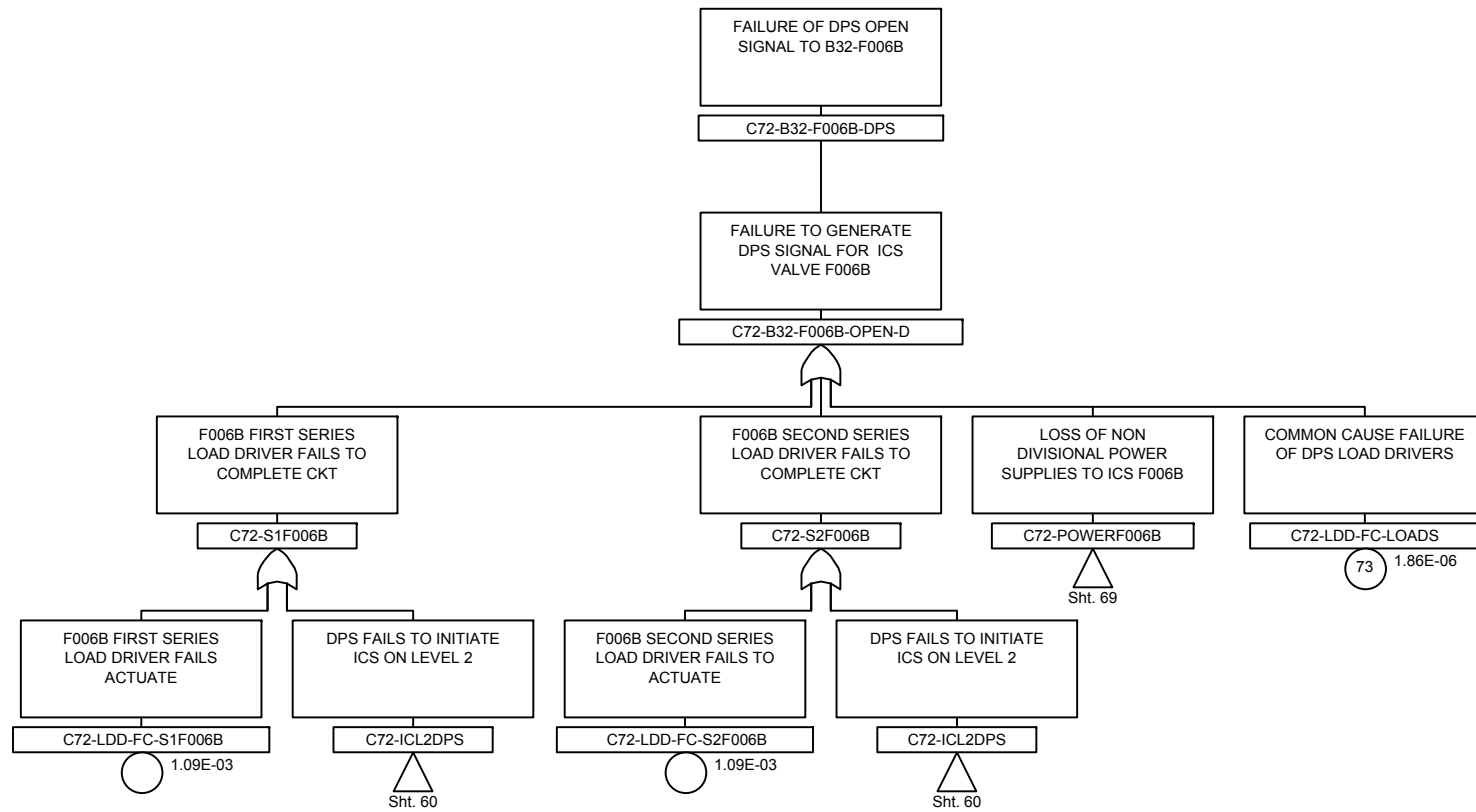 FAILURE OF DPS OPEN
SIGNAL TO B32-F006B
C72-B32-F006B-DPS
FAILURE TO GENERATE
DPS SIGNAL FOR ICS
VALVE F006B
C72-B32-F006B-OPEN-D
F006B FIRST SERIES
LOAD DRIVER FAILS TO
COMPLETE CKT
C72-S1F006B
F006B SECOND SERIES
LOAD DRIVER FAILS TO
COMPLETE CKT
C72-S2F006B
LOSS OF NON
DIVISIONAL POWER
SUPPLIES TO ICS F006B
C72-POWERF006B
Sht. 69
COMMON CAUSE FAILURE
OF DPS LOAD DRIVERS
C72-LDD-FC-LOADS
73 1.86E-06
F006B FIRST SERIES
LOAD DRIVER FAILS
ACTUATE
C72-LDD-FC-S1F006B
1.09E-03
DPS FAILS TO INITIATE
ICS ON LEVEL 2
C72-ICL2DPS
Sht. 60
F006B SECOND SERIES
LOAD DRIVER FAILS TO
ACTUATE
C72-LDD-FC-S2F006B
1.09E-03
DPS FAILS TO INITIATE
ICS ON LEVEL 2
C72-ICL2DPS
Sht. 60